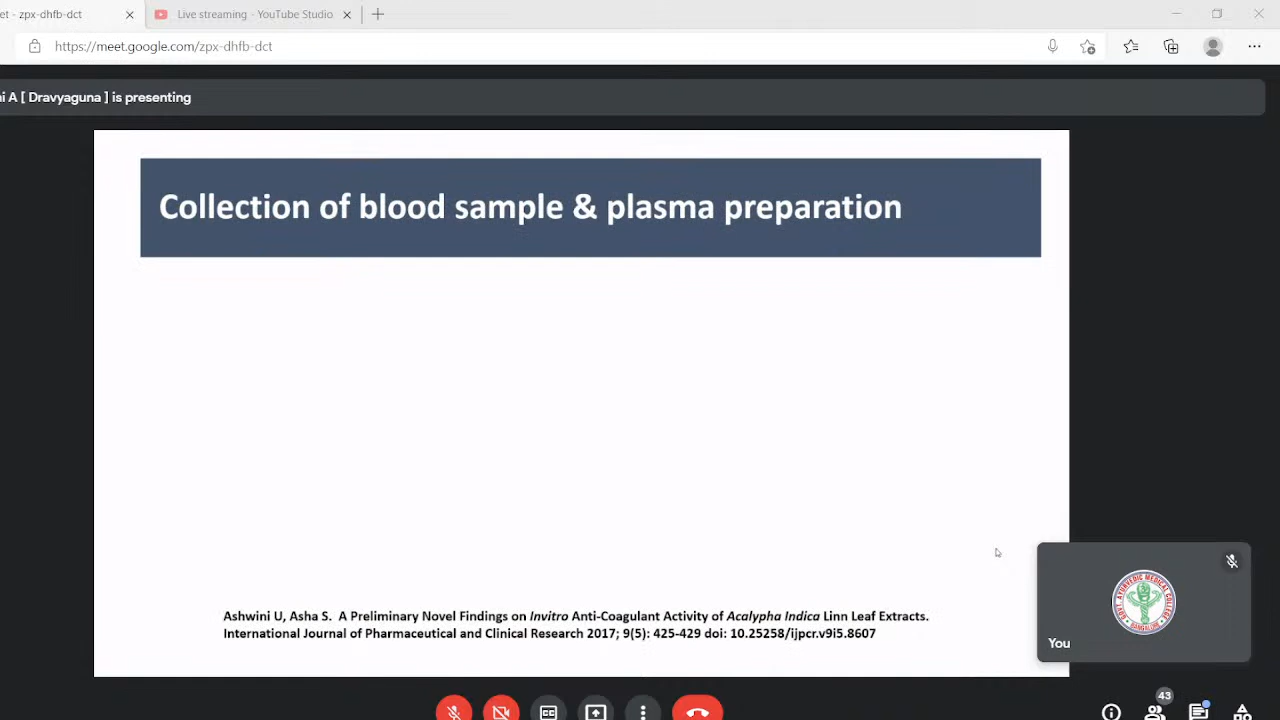 et - zpx-dhfb-dct
Live streaming - YouTube Studio
https://meet.google.com/zpx-dhfb-dct
i A [ Dravyaguna ] is presenting
Collection of blood sample & plasma preparation
Ashwini U, Asha S. A Preliminary Novel Findings on Invitro Anti-Coagulant Activity of Acalypha Indica Linn Leaf Extracts.
International Journal of Pharmaceutical and Clinical Research 2017; 9(5): 425-429 doi: 10.25258/ijpcr.v9i5.8607
You
CC
43